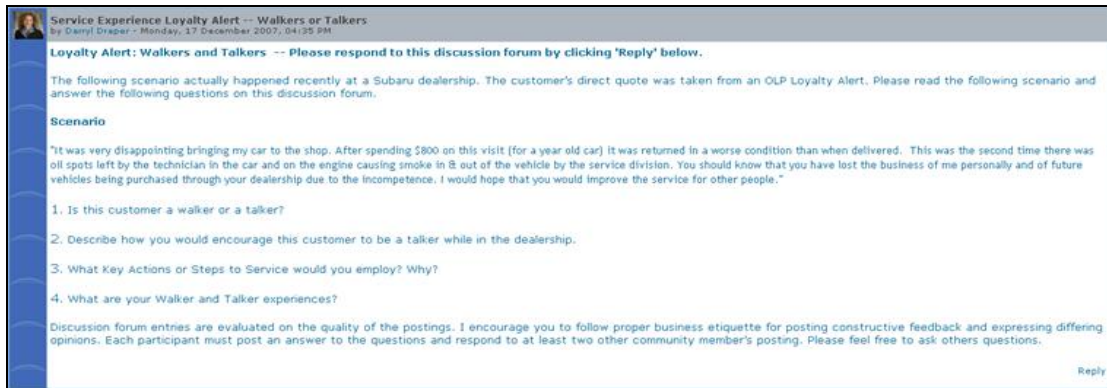 Service Experience Loyalty Alert -- Walkers or Talkers
by Darryl Draper - Monday, 17 December 2007, 04:35 PM
Loyalty Alert: Walkers and Talkers -- Please respond to this discussion forum by clicking 'Reply' below.
The following scenario actually happened recently at a Subaru dealership. The customer's direct quote was taken from an OLP Loyalty Alert. Please read the following scenario and
answer the following questions on this discussion forum.
Scenario
"It was very disappointing bringing my car to the shop. After spending $800 on this visit (for a year old car) it was returned in a worse condition than when delivered. This was the second time there was
oil spots left by the technician in the car and on the engine causing smoke in & out of the vehicle by the service division. You should know that you have lost the business of me personally and of future
vehicles being purchased through your dealership due to the incompetence. I would hope that you would improve the service for other people."
1. Is this customer a walker or a talker?
2. Describe how you would encourage this customer to be a talker while in the dealership.
3. What Key Actions or Steps to Service would you employ? Why?
4. What are your Walker and Talker experiences?
Discussion forum entries are evaluated on the quality of the postings. I encourage you to follow proper business etiquette for posting constructive feedback and expressing differing
opinions. Each participant must post an answer to the questions and respond to at least two other community member's posting. Please feel free to ask others questions.
Reply